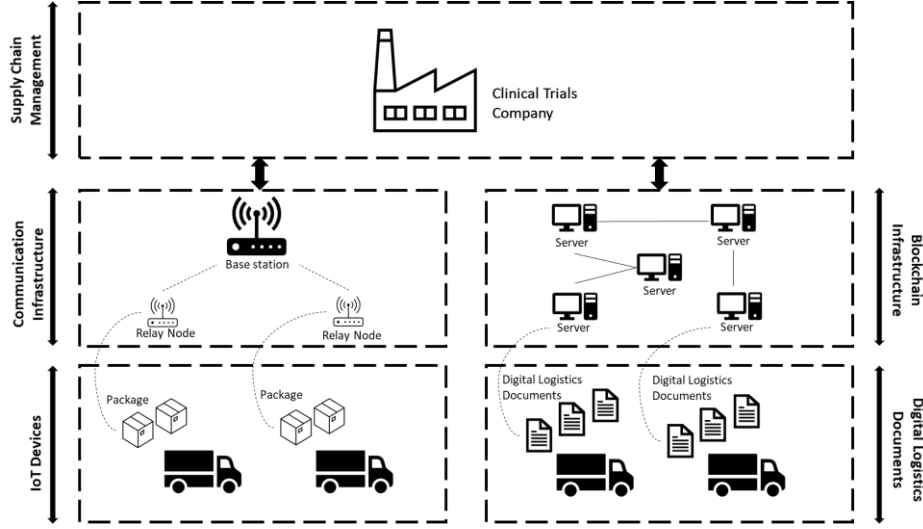 Supply Chain
Management
Clinical Trials
Company
Communication
Infrastructure
Base station
Relay Node
Relay Node
Server
Server
Server
Server
Server
Blockchain
Infrastructure
IoT Devices
Package
Package
Digital Logistics
Documents
Digital Logistics
Documents
Digital Logistics
Documents